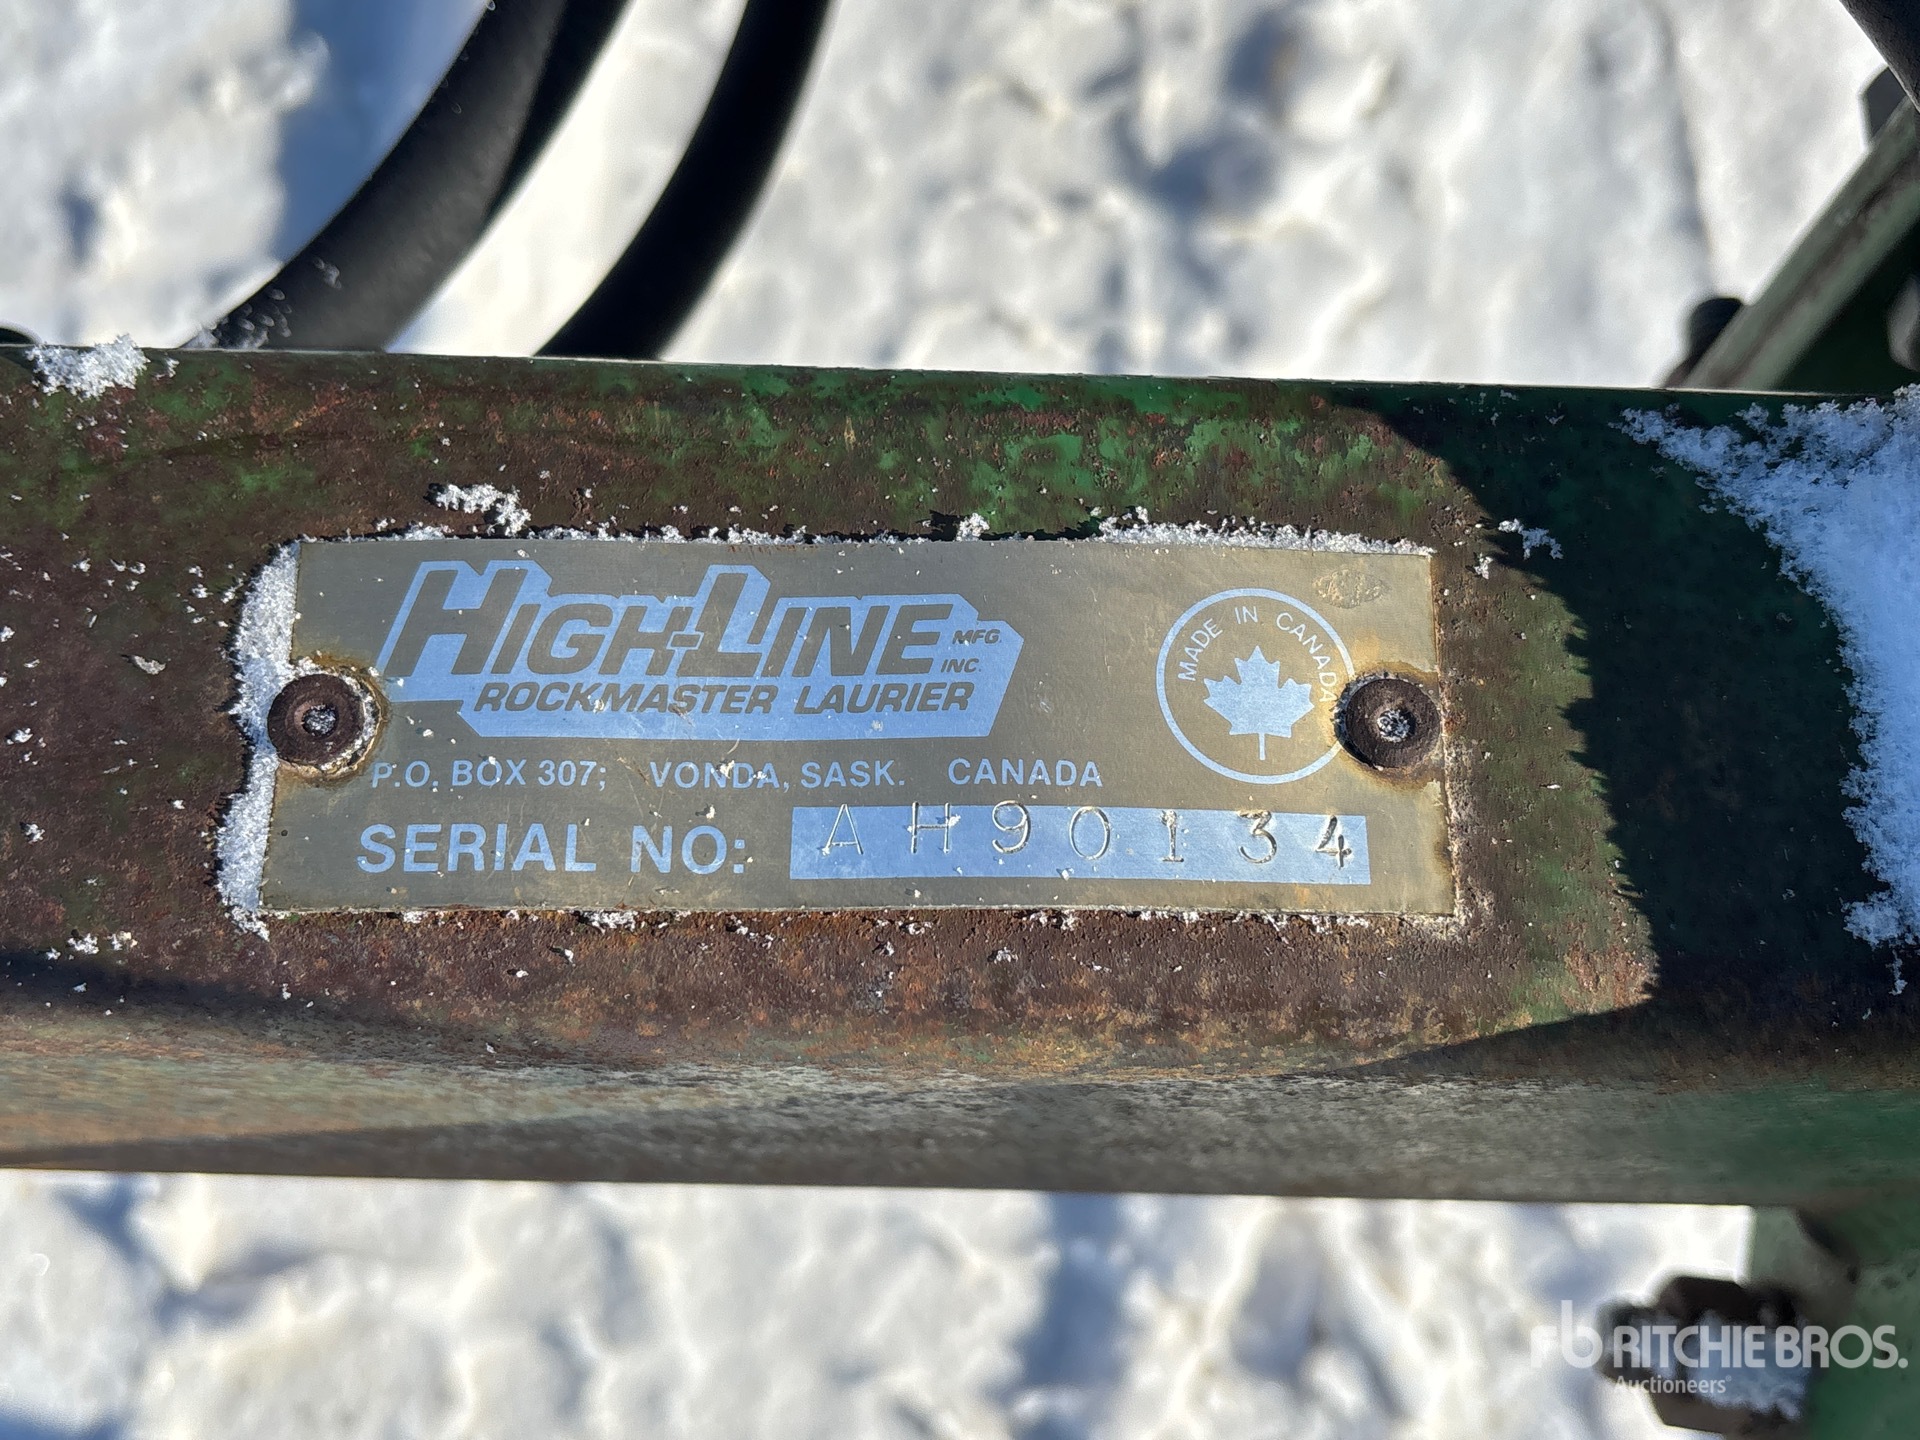 HIGH-LINE MFG. INC.
ROCKMASTER LAURIER
MADE IN CANADA
P.O. BOX 307; VONDA, SASK. CANADA
SERIAL NO: AH90134
RITCHIE BROS.
Auctioneers